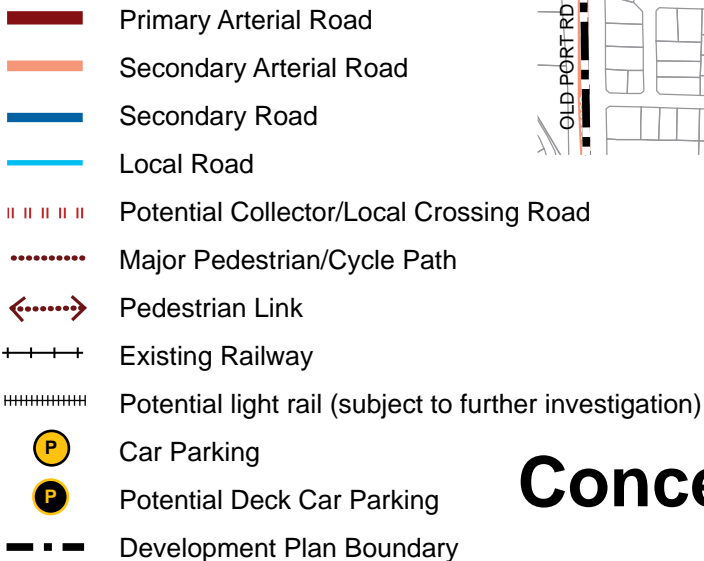 Primary Arterial Road
Secondary Arterial Road
Secondary Road
Local Road
Potential Collector/Local Crossing Road
Major Pedestrian/Cycle Path
Pedestrian Link
Existing Railway
Potential light rail (subject to further investigation)
P Car Parking
P Potential Deck Car Parking
Development Plan Boundary
OLD PORT RD
Conce